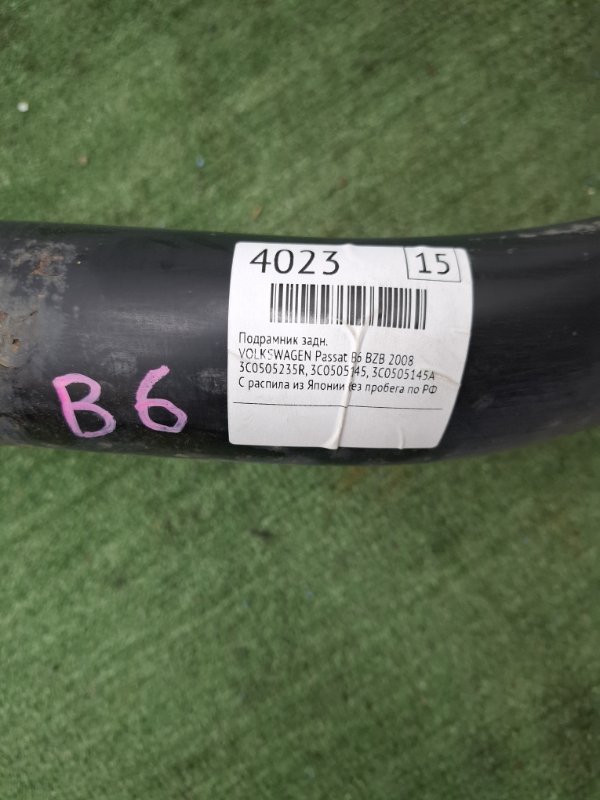 4023 15
Подрамник задн.
VOLKSWAGEN Passat B6 BZB 2008
3C0505235R, 3C0505145, 3C0505145A
С распила из Японии без пробега по РФ
B6